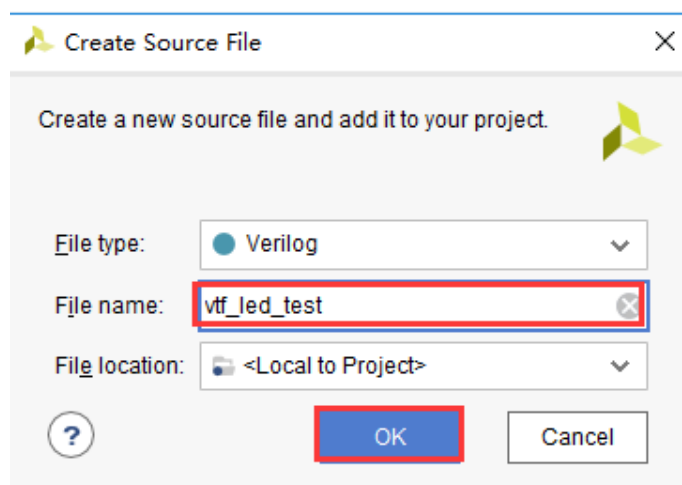 Create Source File
Create a new source file and add it to your project.
File type: Verilog
File name: vtf_led_test
File location: <Local to Project>
? OK Cancel